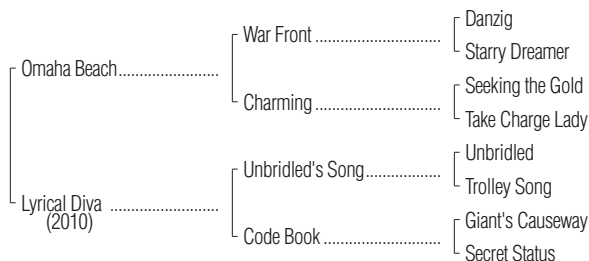 Danzig
War Front ..............................
Starry Dreamer
Omaha Beach........................
Seeking the Gold
Charming ..............................
Take Charge Lady
Unbridled
Unbridled's Song..................
Trolley Song
Lyrical Diva ..........................
(2010)
Giant's Causeway
Code Book ............................
Secret Status